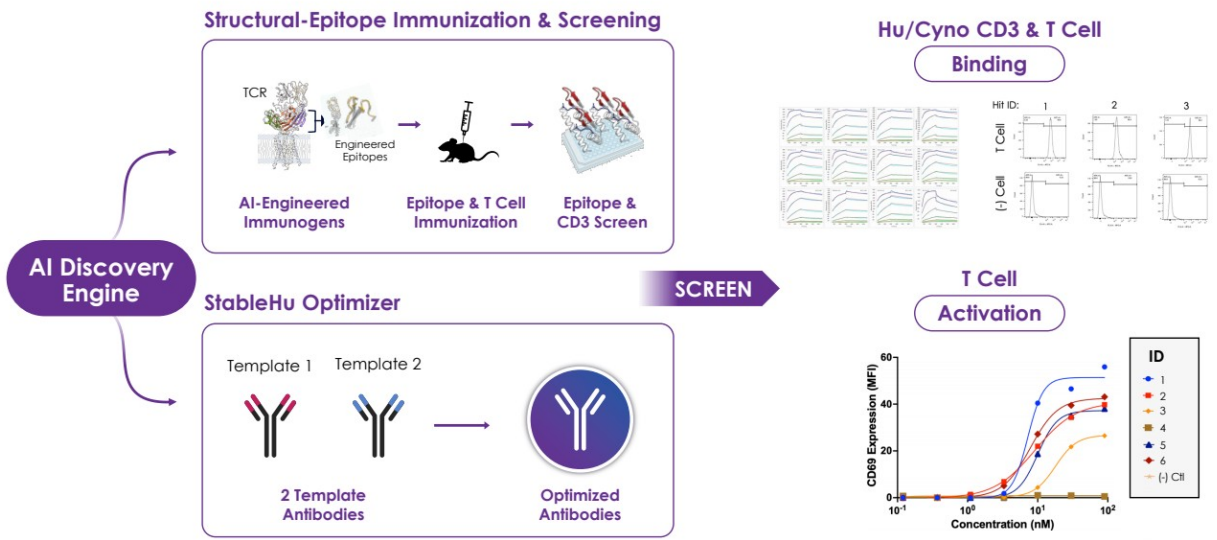 Structural-Epitope Immunization & Screening
TCR
Engineered
Epitopes
AI-Engineered
Immunogens
Epitope & T Cell
Immunization
Epitope &
CD3 Screen
AI Discovery
Engine
StableHu Optimizer
Template 1
Template 2
2 Template
Antibodies
Optimized
Antibodies
SCREEN
Hu/Cyno CD3 & T Cell
Binding
Hit ID:
1
2
3
T Cell
(-) Cell
T Cell
Activation
CD69 Expression (MFI)
60
40
20
0
10-1
100
101
102
Concentration (nM)
ID
1
2
3
4
5
6
(-) Ctl